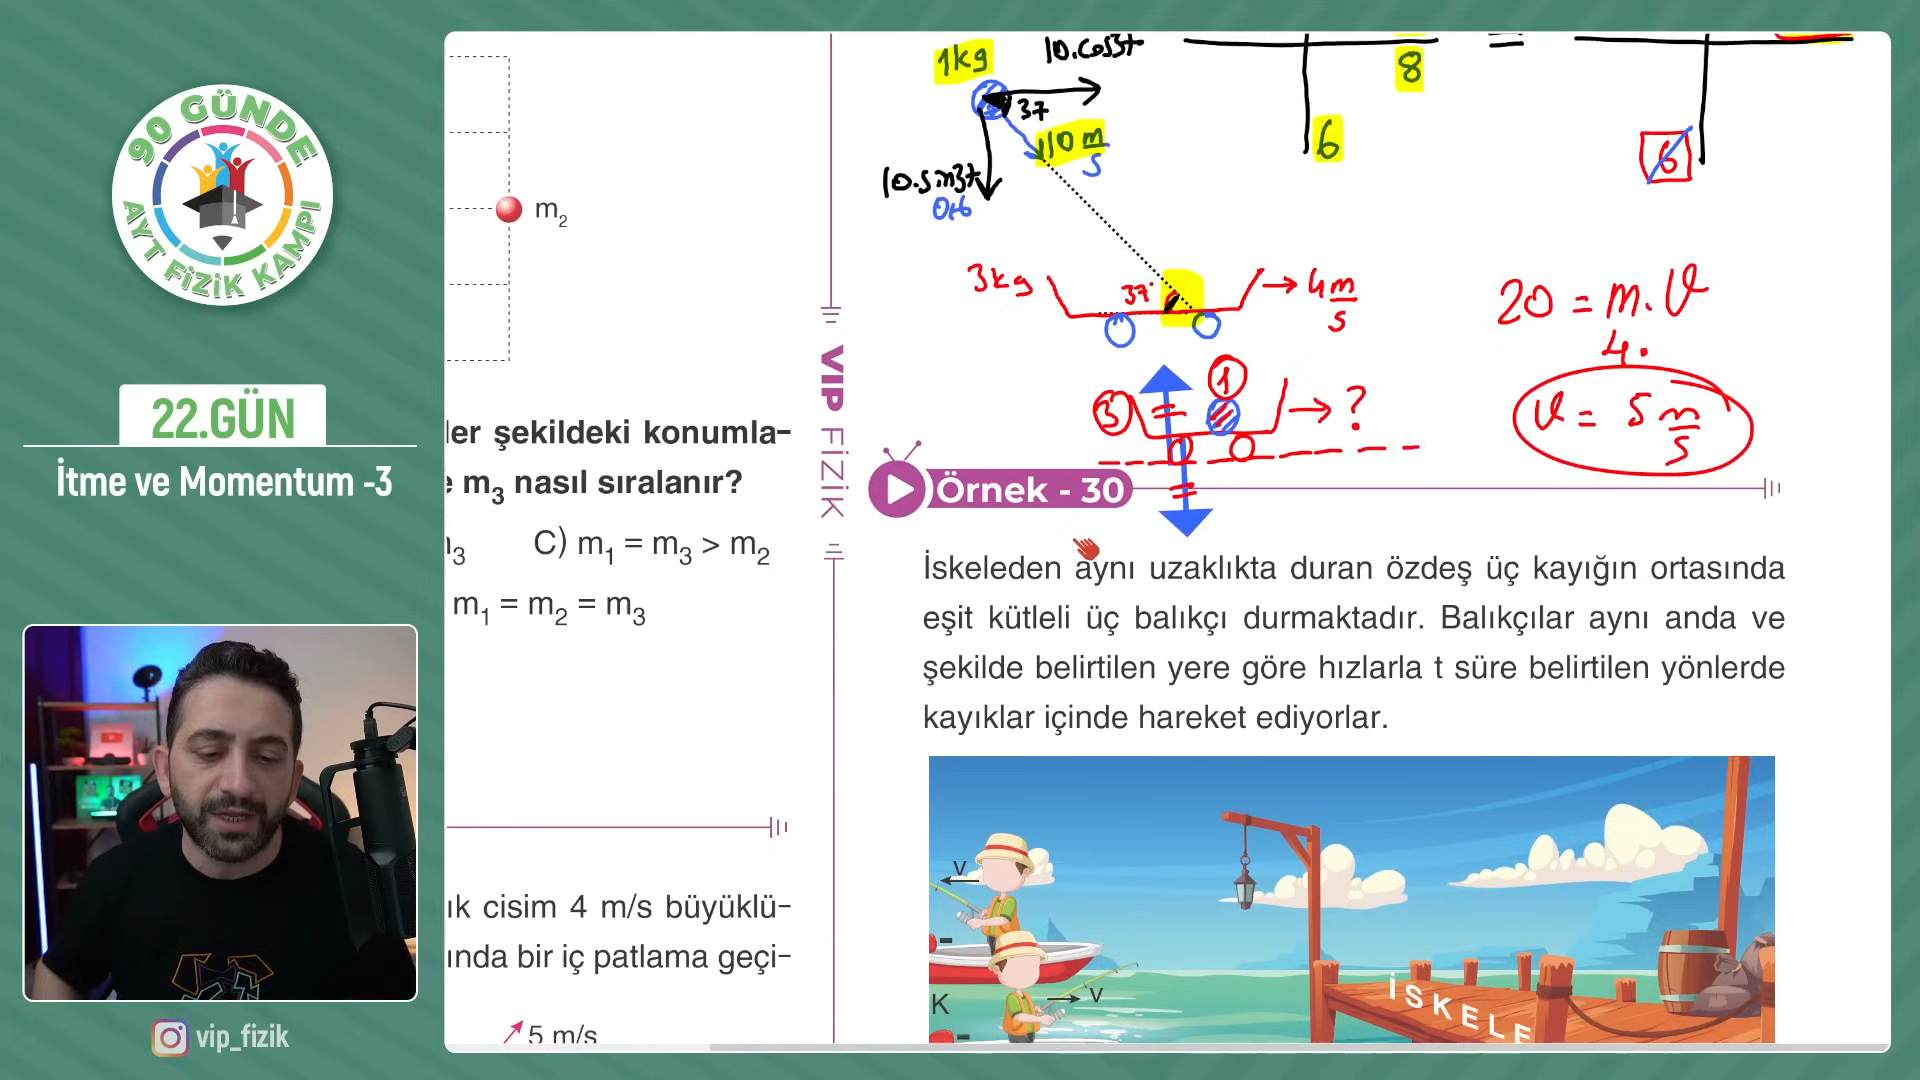 90 GÜNDE
AYT FİZİK KAMPI
22.GÜN
İtme ve Momentum -3
vip_fizik
m2
ler şekildeki konumla-
e m3 nasıl sıralanır?
C) m1 = m3 > m2
m1 = m2 = m3
ık cisim 4 m/s büyüklü-
ında bir iç patlama geçi-
5 m/s
VIP FİZİK
1kg
10.cos37
37
10 m/s
10.sin37
0,6
8
6
6
3kg
37°
4 m/s
20 = m.V
4.
V = 5 m/s
3
1
?
Örnek - 30
İskeleden aynı uzaklıkta duran özdeş üç kayığın ortasında
eşit kütleli üç balıkçı durmaktadır. Balıkçılar aynı anda ve
şekilde belirtilen yere göre hızlarla t süre belirtilen yönlerde
kayıklar içinde hareket ediyorlar.
v
K
v
İSKELE